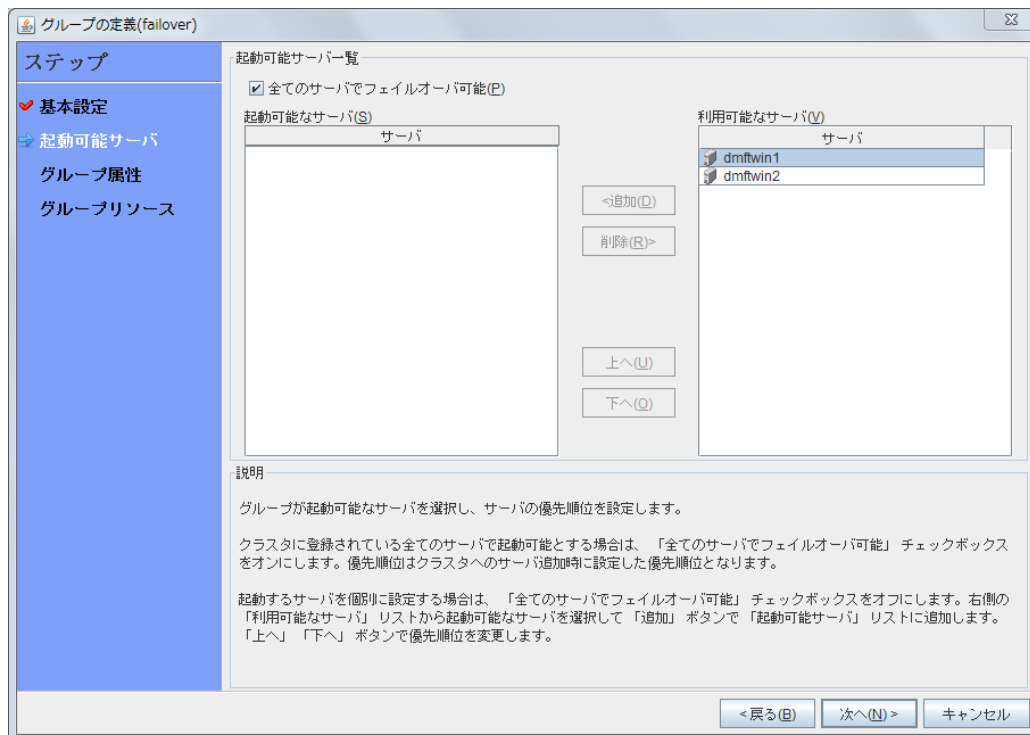 グループの定義(failover)
ステップ
基本設定
起動可能サーバ
グループ属性
グループリソース
起動可能サーバ一覧
全てのサーバでフェイルオーバ可能(P)
起動可能なサーバ(S)
サーバ
<追加(D)
削除(R)>
上へ(U)
下へ(O)
利用可能なサーバ(V)
サーバ
dmftwin1
dmftwin2
説明
グループが起動可能なサーバを選択し、サーバの優先順位を設定します。
クラスタに登録されている全てのサーバで起動可能とする場合は、「全てのサーバでフェイルオーバ可能」チェックボックス
をオンにします。優先順位はクラスタへのサーバ追加時に設定した優先順位となります。
起動するサーバを個別に設定する場合は、「全てのサーバでフェイルオーバ可能」チェックボックスをオフにします。右側の
「利用可能なサーバ」リストから起動可能なサーバを選択して「追加」ボタンで「起動可能サーバ」リストに追加します。
「上へ」「下へ」ボタンで優先順位を変更します。
<戻る(B)
次へ(N)>
キャンセル